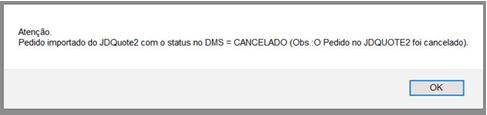 Atenção.
Pedido importado do JDQuote2 com o status no DMS = CANCELADO (Obs.:O Pedido no JDQUOTE2 foi cancelado).
OK